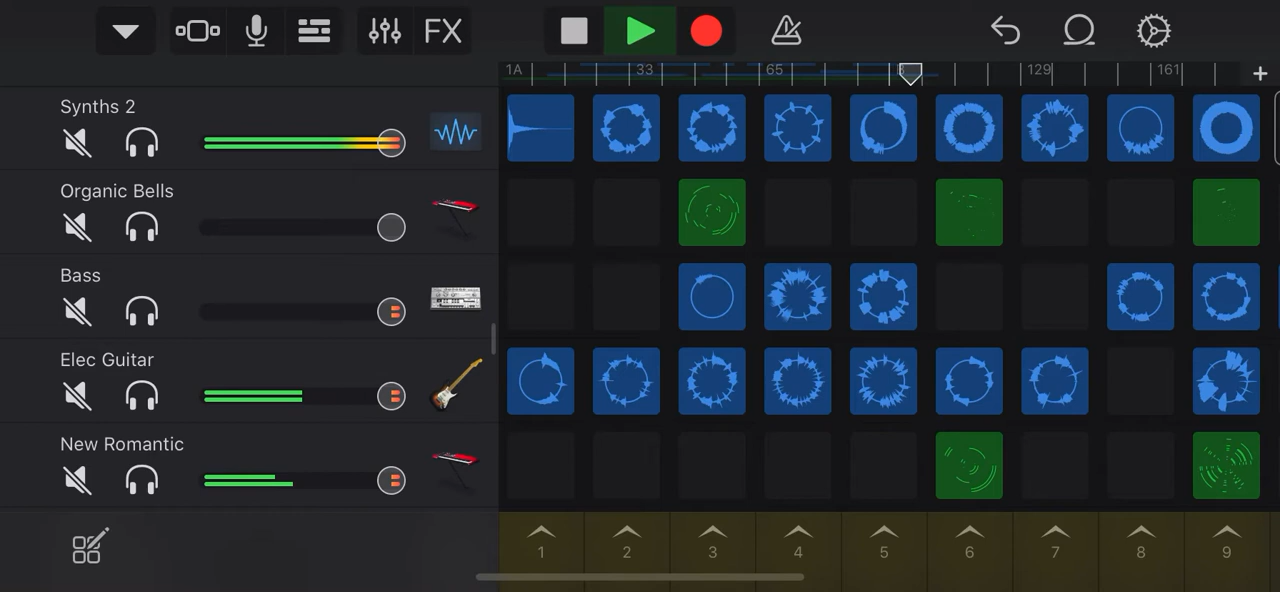 FX
1A 33 65 129 161
Synths 2
Organic Bells
Bass
Elec Guitar
New Romantic
1 2 3 4 5 6 7 8 9